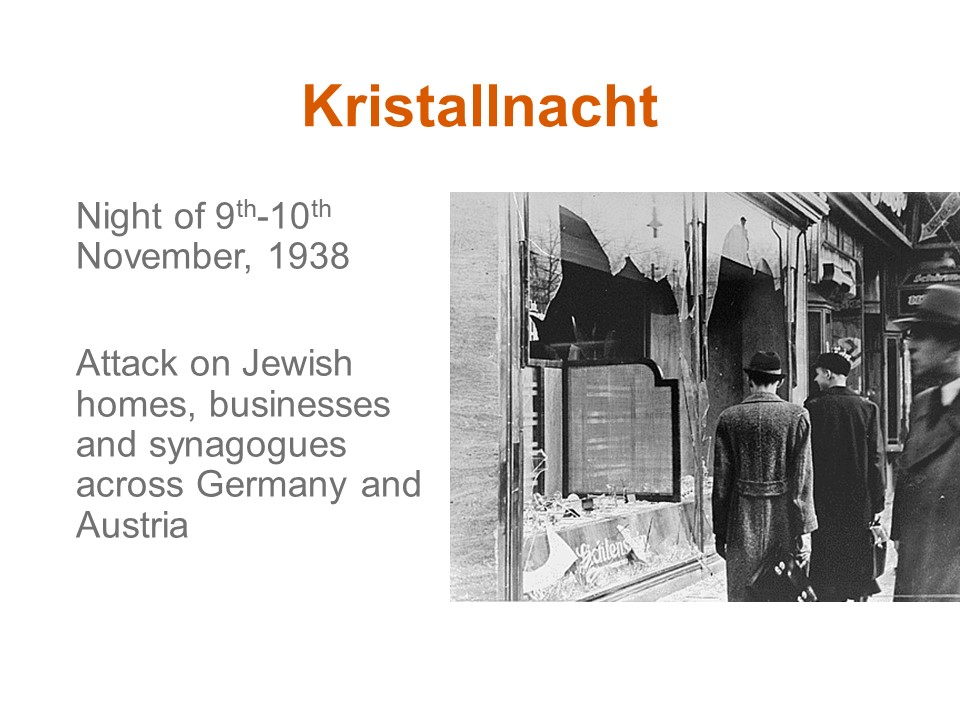 Kristallnacht
Night of 9th-10th
November, 1938
Attack on Jewish
homes, businesses
and synagogues
across Germany and
Austria